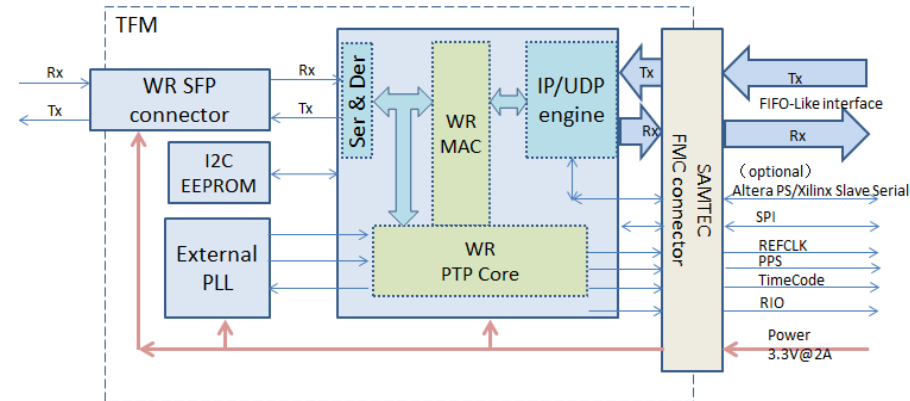 TFM
Rx
Tx
WR SFP
connector
Rx
Tx
Ser & Der
WR
MAC
IP/UDP
engine
Tx
Rx
SAMTEC
FMC connector
Tx
FIFO-Like interface
Rx
I2C
EEPROM
(optional)
Altera PS/Xilinx Slave Serial
SPI
External
PLL
WR
PTP Core
REFCLK
PPS
TimeCode
RIO
Power
3.3V@2A